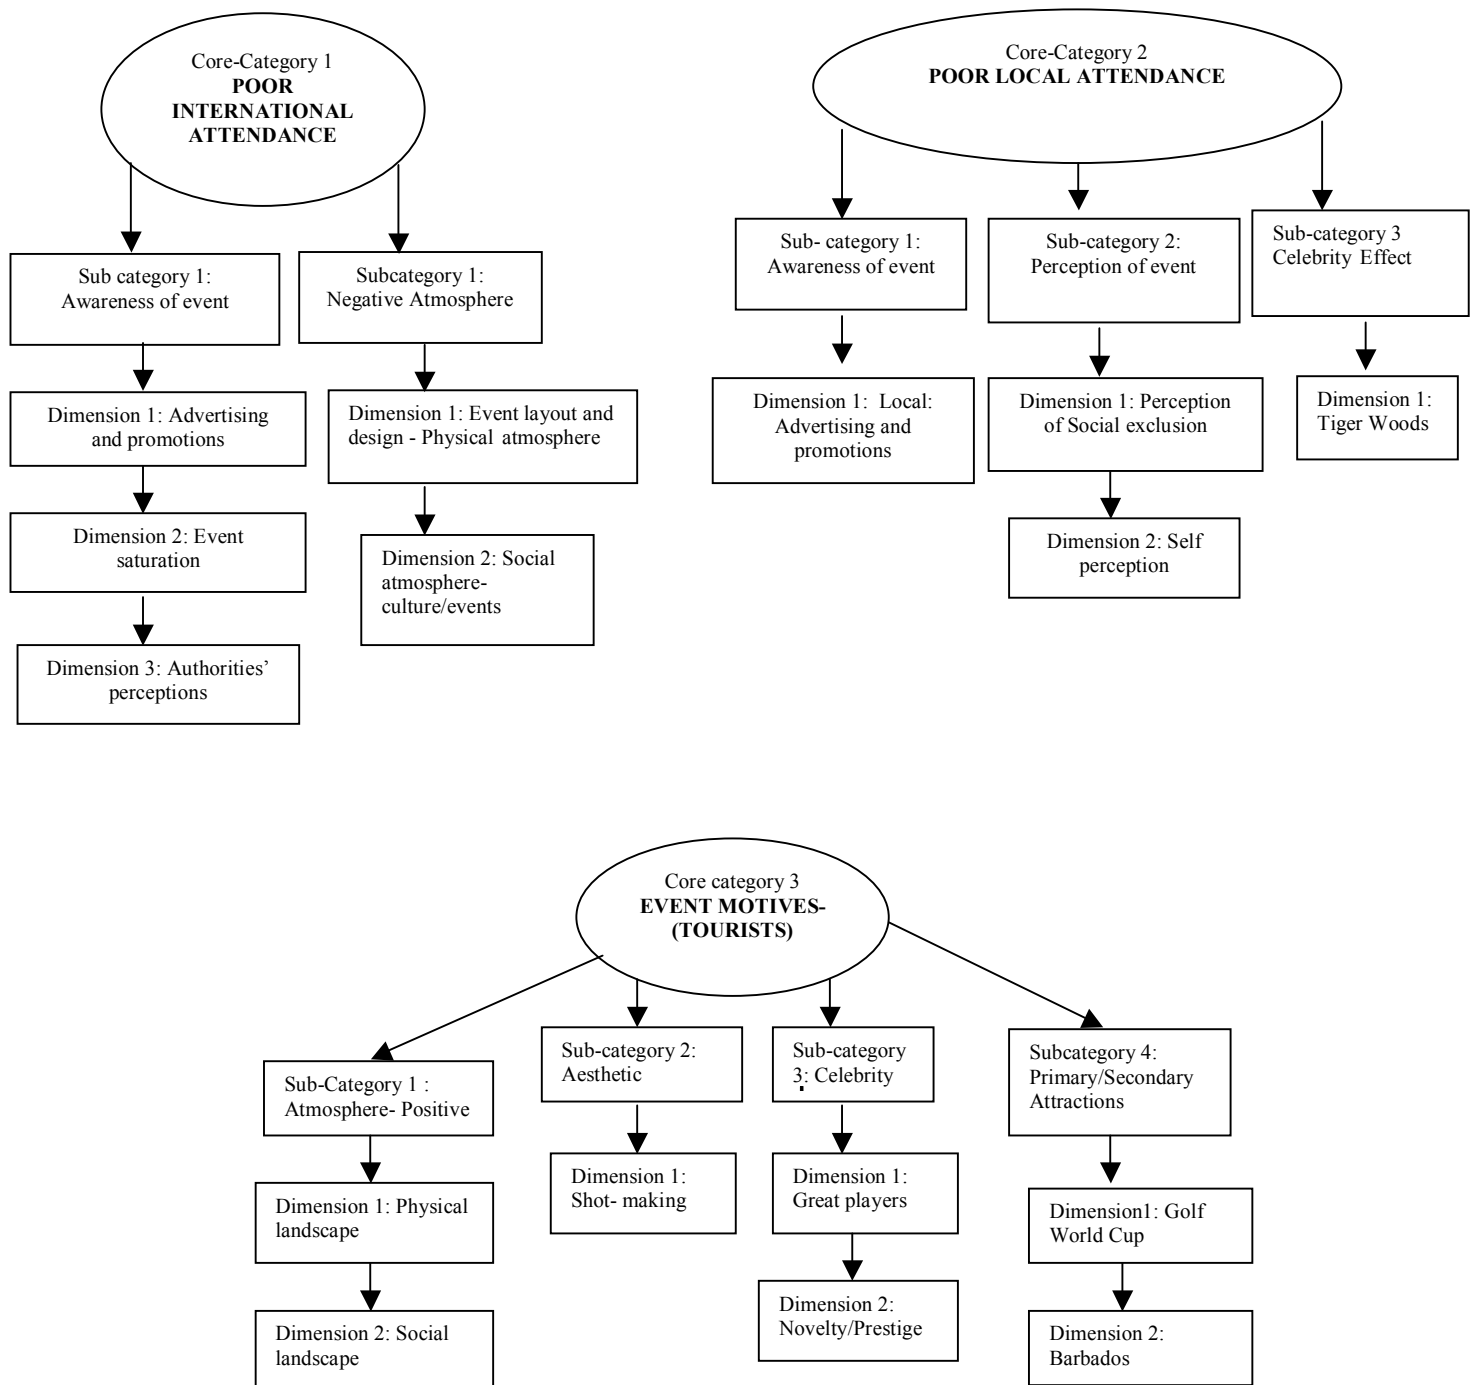 Core-Category 1
POOR
INTERNATIONAL
ATTENDANCE
Sub category 1:
Awareness of event
Dimension 1: Advertising
and promotions
Dimension 2: Event
saturation
Dimension 3: Authorities’
perceptions
Subcategory 1:
Negative Atmosphere
Dimension 1: Event layout and
design - Physical atmosphere
Dimension 2: Social
atmosphere-
culture/events
Core-Category 2
POOR LOCAL ATTENDANCE
Sub- category 1:
Awareness of event
Dimension 1:  Local:
Advertising and
promotions
Sub-category 2:
Perception of event
Dimension 1: Perception
of Social exclusion
Dimension 2: Self
perception
Sub-category 3
Celebrity Effect
Dimension 1:
Tiger Woods
Core category 3
EVENT MOTIVES-
(TOURISTS)
Sub-Category 1 :
Atmosphere- Positive
Dimension 1: Physical
landscape
Dimension 2: Social
landscape
Sub-category 2:
Aesthetic
Dimension 1:
Shot- making
Sub-category
3: Celebrity
Dimension 1:
Great players
Dimension 2:
Novelty/Prestige
Subcategory 4:
Primary/Secondary
Attractions
Dimension1: Golf
World Cup
Dimension 2:
Barbados